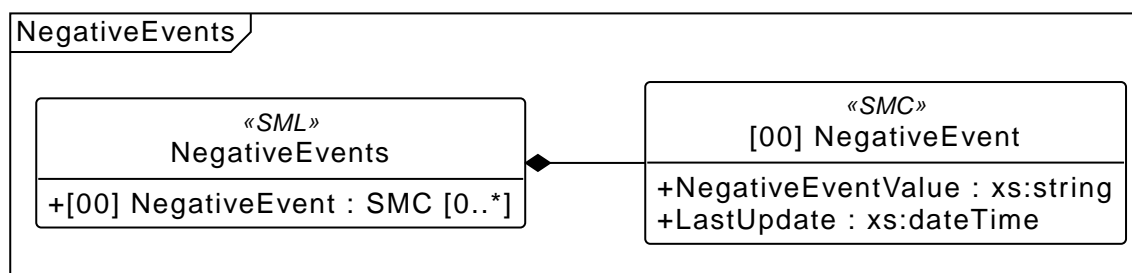 NegativeEvents
«SML»
NegativeEvents
+[00] NegativeEvent : SMC [0..*]
«SMC»
[00] NegativeEvent
+NegativeEventValue : xs:string
+LastUpdate : xs:dateTime